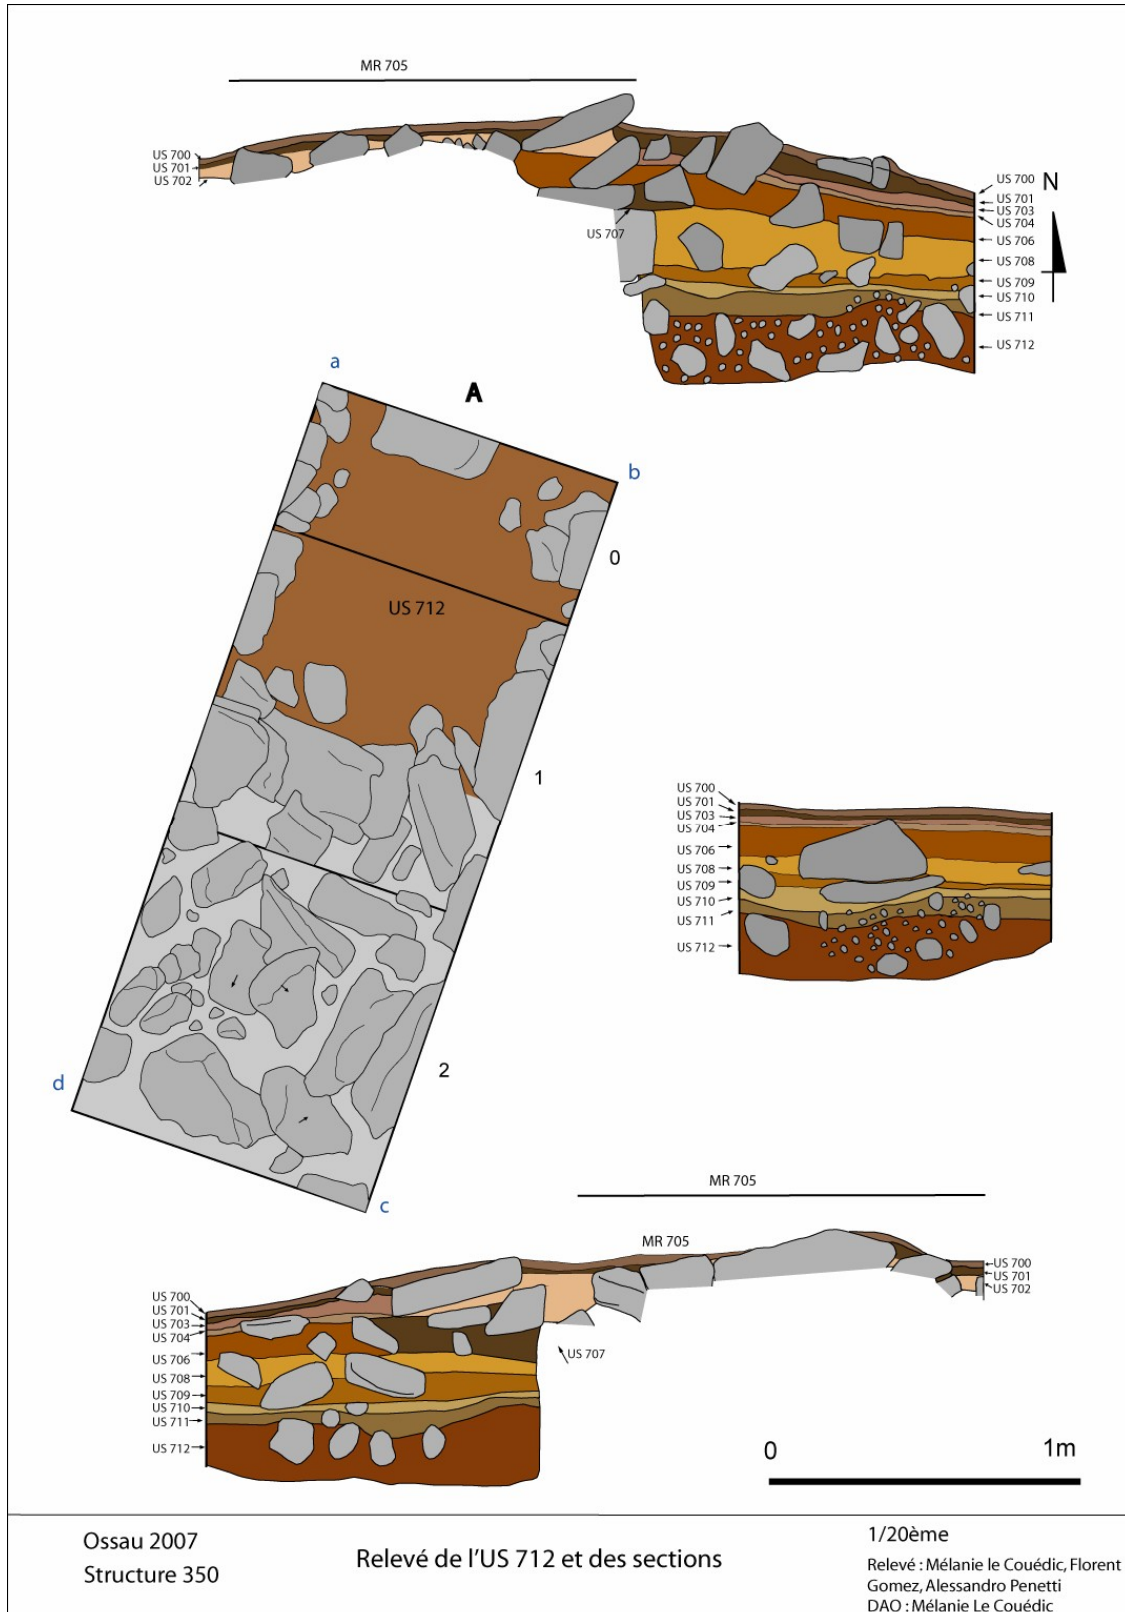 MR 705
US 700
US 701
US 702
US 707
US 700
N
US 701
US 703
US 704
US 706
US 708
US 709
US 710
US 711
US 712
a
A
b
0
US 712
1
2
d
c
US 700
US 701
US 703
US 704
US 706
US 708
US 709
US 710
US 711
US 712
MR 705
MR 705
US 700
US 701
US 702
US 700
US 701
US 703
US 704
US 706
US 708
US 709
US 710
US 711
US 712
US 707
0 1m
Ossau 2007
Structure 350
Relevé de l'US 712 et des sections
1/20ème
Relevé : Mélanie le Couédic, Florent
Gomez, Alessandro Penetti
DAO : Mélanie Le Couédic